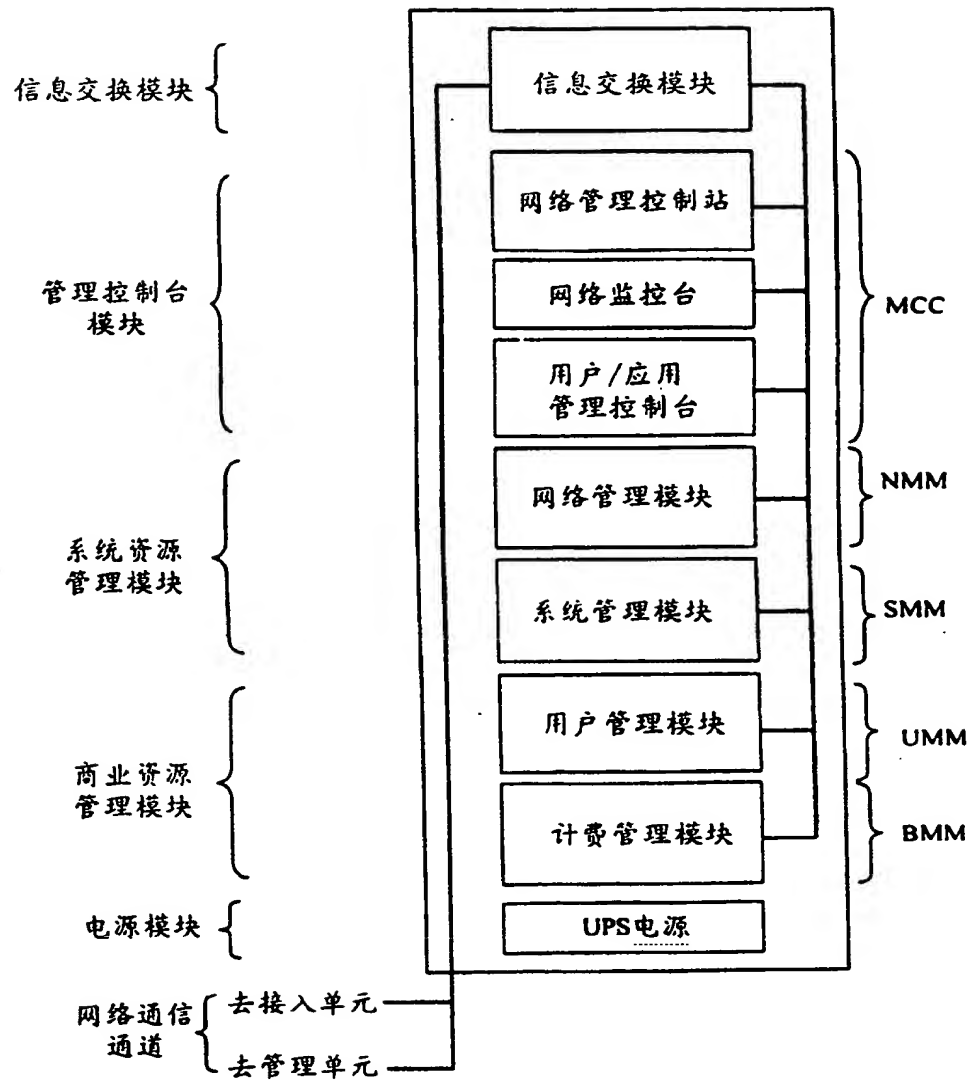 信息交换模块
信息交换模块
网络管理控制站
管理控制台
模块
网络监控台
MCC
用户/应用
管理控制台
网络管理模块
NMM
系统资源
管理模块
系统管理模块
SMM
用户管理模块
UMM
商业资源
管理模块
计费管理模块
BMM
电源模块
UPS电源
网络通信
通道
去接入单元
去管理单元